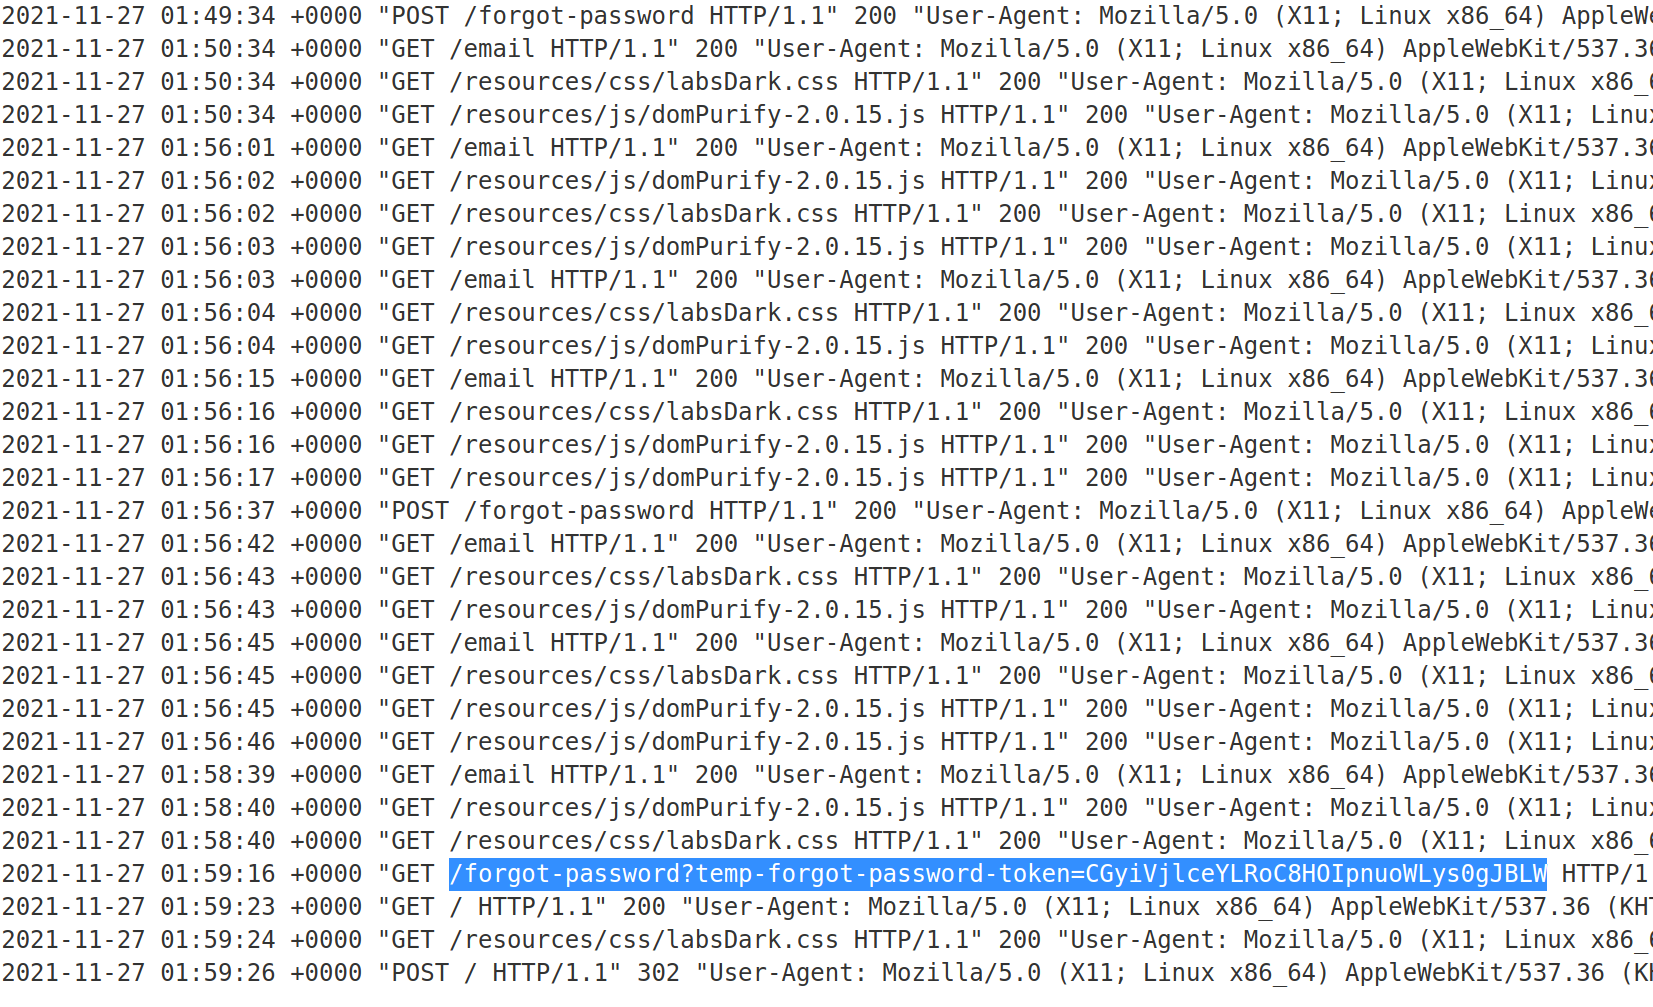 2021-11-27 01:49:34 +0000 "POST /forgot-password HTTP/1.1" 200 "User-Agent: Mozilla/5.0 (X11; Linux x86_64) AppleWe
2021-11-27 01:50:34 +0000 "GET /email HTTP/1.1" 200 "User-Agent: Mozilla/5.0 (X11; Linux x86_64) AppleWebKit/537.36
2021-11-27 01:50:34 +0000 "GET /resources/css/labsDark.css HTTP/1.1" 200 "User-Agent: Mozilla/5.0 (X11; Linux x86_6
2021-11-27 01:50:34 +0000 "GET /resources/js/domPurify-2.0.15.js HTTP/1.1" 200 "User-Agent: Mozilla/5.0 (X11; Linux
2021-11-27 01:56:01 +0000 "GET /email HTTP/1.1" 200 "User-Agent: Mozilla/5.0 (X11; Linux x86_64) AppleWebKit/537.36
2021-11-27 01:56:02 +0000 "GET /resources/js/domPurify-2.0.15.js HTTP/1.1" 200 "User-Agent: Mozilla/5.0 (X11; Linux
2021-11-27 01:56:02 +0000 "GET /resources/css/labsDark.css HTTP/1.1" 200 "User-Agent: Mozilla/5.0 (X11; Linux x86_6
2021-11-27 01:56:03 +0000 "GET /resources/js/domPurify-2.0.15.js HTTP/1.1" 200 "User-Agent: Mozilla/5.0 (X11; Linux
2021-11-27 01:56:03 +0000 "GET /email HTTP/1.1" 200 "User-Agent: Mozilla/5.0 (X11; Linux x86_64) AppleWebKit/537.36
2021-11-27 01:56:04 +0000 "GET /resources/css/labsDark.css HTTP/1.1" 200 "User-Agent: Mozilla/5.0 (X11; Linux x86_6
2021-11-27 01:56:04 +0000 "GET /resources/js/domPurify-2.0.15.js HTTP/1.1" 200 "User-Agent: Mozilla/5.0 (X11; Linux
2021-11-27 01:56:15 +0000 "GET /email HTTP/1.1" 200 "User-Agent: Mozilla/5.0 (X11; Linux x86_64) AppleWebKit/537.36
2021-11-27 01:56:16 +0000 "GET /resources/css/labsDark.css HTTP/1.1" 200 "User-Agent: Mozilla/5.0 (X11; Linux x86_6
2021-11-27 01:56:16 +0000 "GET /resources/js/domPurify-2.0.15.js HTTP/1.1" 200 "User-Agent: Mozilla/5.0 (X11; Linux
2021-11-27 01:56:17 +0000 "GET /resources/js/domPurify-2.0.15.js HTTP/1.1" 200 "User-Agent: Mozilla/5.0 (X11; Linux
2021-11-27 01:56:37 +0000 "POST /forgot-password HTTP/1.1" 200 "User-Agent: Mozilla/5.0 (X11; Linux x86_64) AppleWe
2021-11-27 01:56:42 +0000 "GET /email HTTP/1.1" 200 "User-Agent: Mozilla/5.0 (X11; Linux x86_64) AppleWebKit/537.36
2021-11-27 01:56:43 +0000 "GET /resources/css/labsDark.css HTTP/1.1" 200 "User-Agent: Mozilla/5.0 (X11; Linux x86_6
2021-11-27 01:56:43 +0000 "GET /resources/js/domPurify-2.0.15.js HTTP/1.1" 200 "User-Agent: Mozilla/5.0 (X11; Linux
2021-11-27 01:56:45 +0000 "GET /email HTTP/1.1" 200 "User-Agent: Mozilla/5.0 (X11; Linux x86_64) AppleWebKit/537.36
2021-11-27 01:56:45 +0000 "GET /resources/css/labsDark.css HTTP/1.1" 200 "User-Agent: Mozilla/5.0 (X11; Linux x86_6
2021-11-27 01:56:45 +0000 "GET /resources/js/domPurify-2.0.15.js HTTP/1.1" 200 "User-Agent: Mozilla/5.0 (X11; Linux
2021-11-27 01:56:46 +0000 "GET /resources/js/domPurify-2.0.15.js HTTP/1.1" 200 "User-Agent: Mozilla/5.0 (X11; Linux
2021-11-27 01:58:39 +0000 "GET /email HTTP/1.1" 200 "User-Agent: Mozilla/5.0 (X11; Linux x86_64) AppleWebKit/537.36
2021-11-27 01:58:40 +0000 "GET /resources/js/domPurify-2.0.15.js HTTP/1.1" 200 "User-Agent: Mozilla/5.0 (X11; Linux
2021-11-27 01:58:40 +0000 "GET /resources/css/labsDark.css HTTP/1.1" 200 "User-Agent: Mozilla/5.0 (X11; Linux x86_6
2021-11-27 01:59:16 +0000 "GET /forgot-password?temp-forgot-password-token=CGyiVjlceYLRoC8HOIpnuoWLys0gJBLW HTTP/1
2021-11-27 01:59:23 +0000 "GET / HTTP/1.1" 200 "User-Agent: Mozilla/5.0 (X11; Linux x86_64) AppleWebKit/537.36 (KHT
2021-11-27 01:59:24 +0000 "GET /resources/css/labsDark.css HTTP/1.1" 200 "User-Agent: Mozilla/5.0 (X11; Linux x86_6
2021-11-27 01:59:26 +0000 "POST / HTTP/1.1" 302 "User-Agent: Mozilla/5.0 (X11; Linux x86_64) AppleWebKit/537.36 (KH